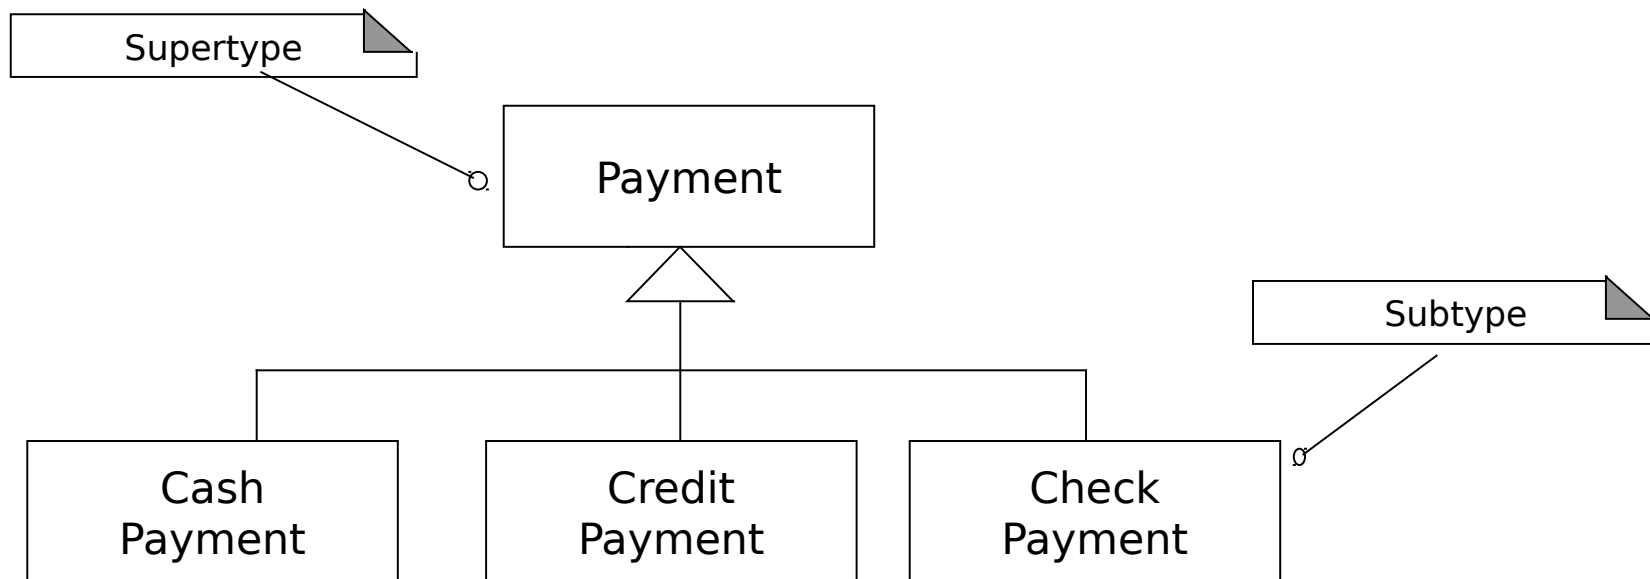 Supertype
Payment
Subtype
Cash
Payment
Credit
Payment
Check
Payment